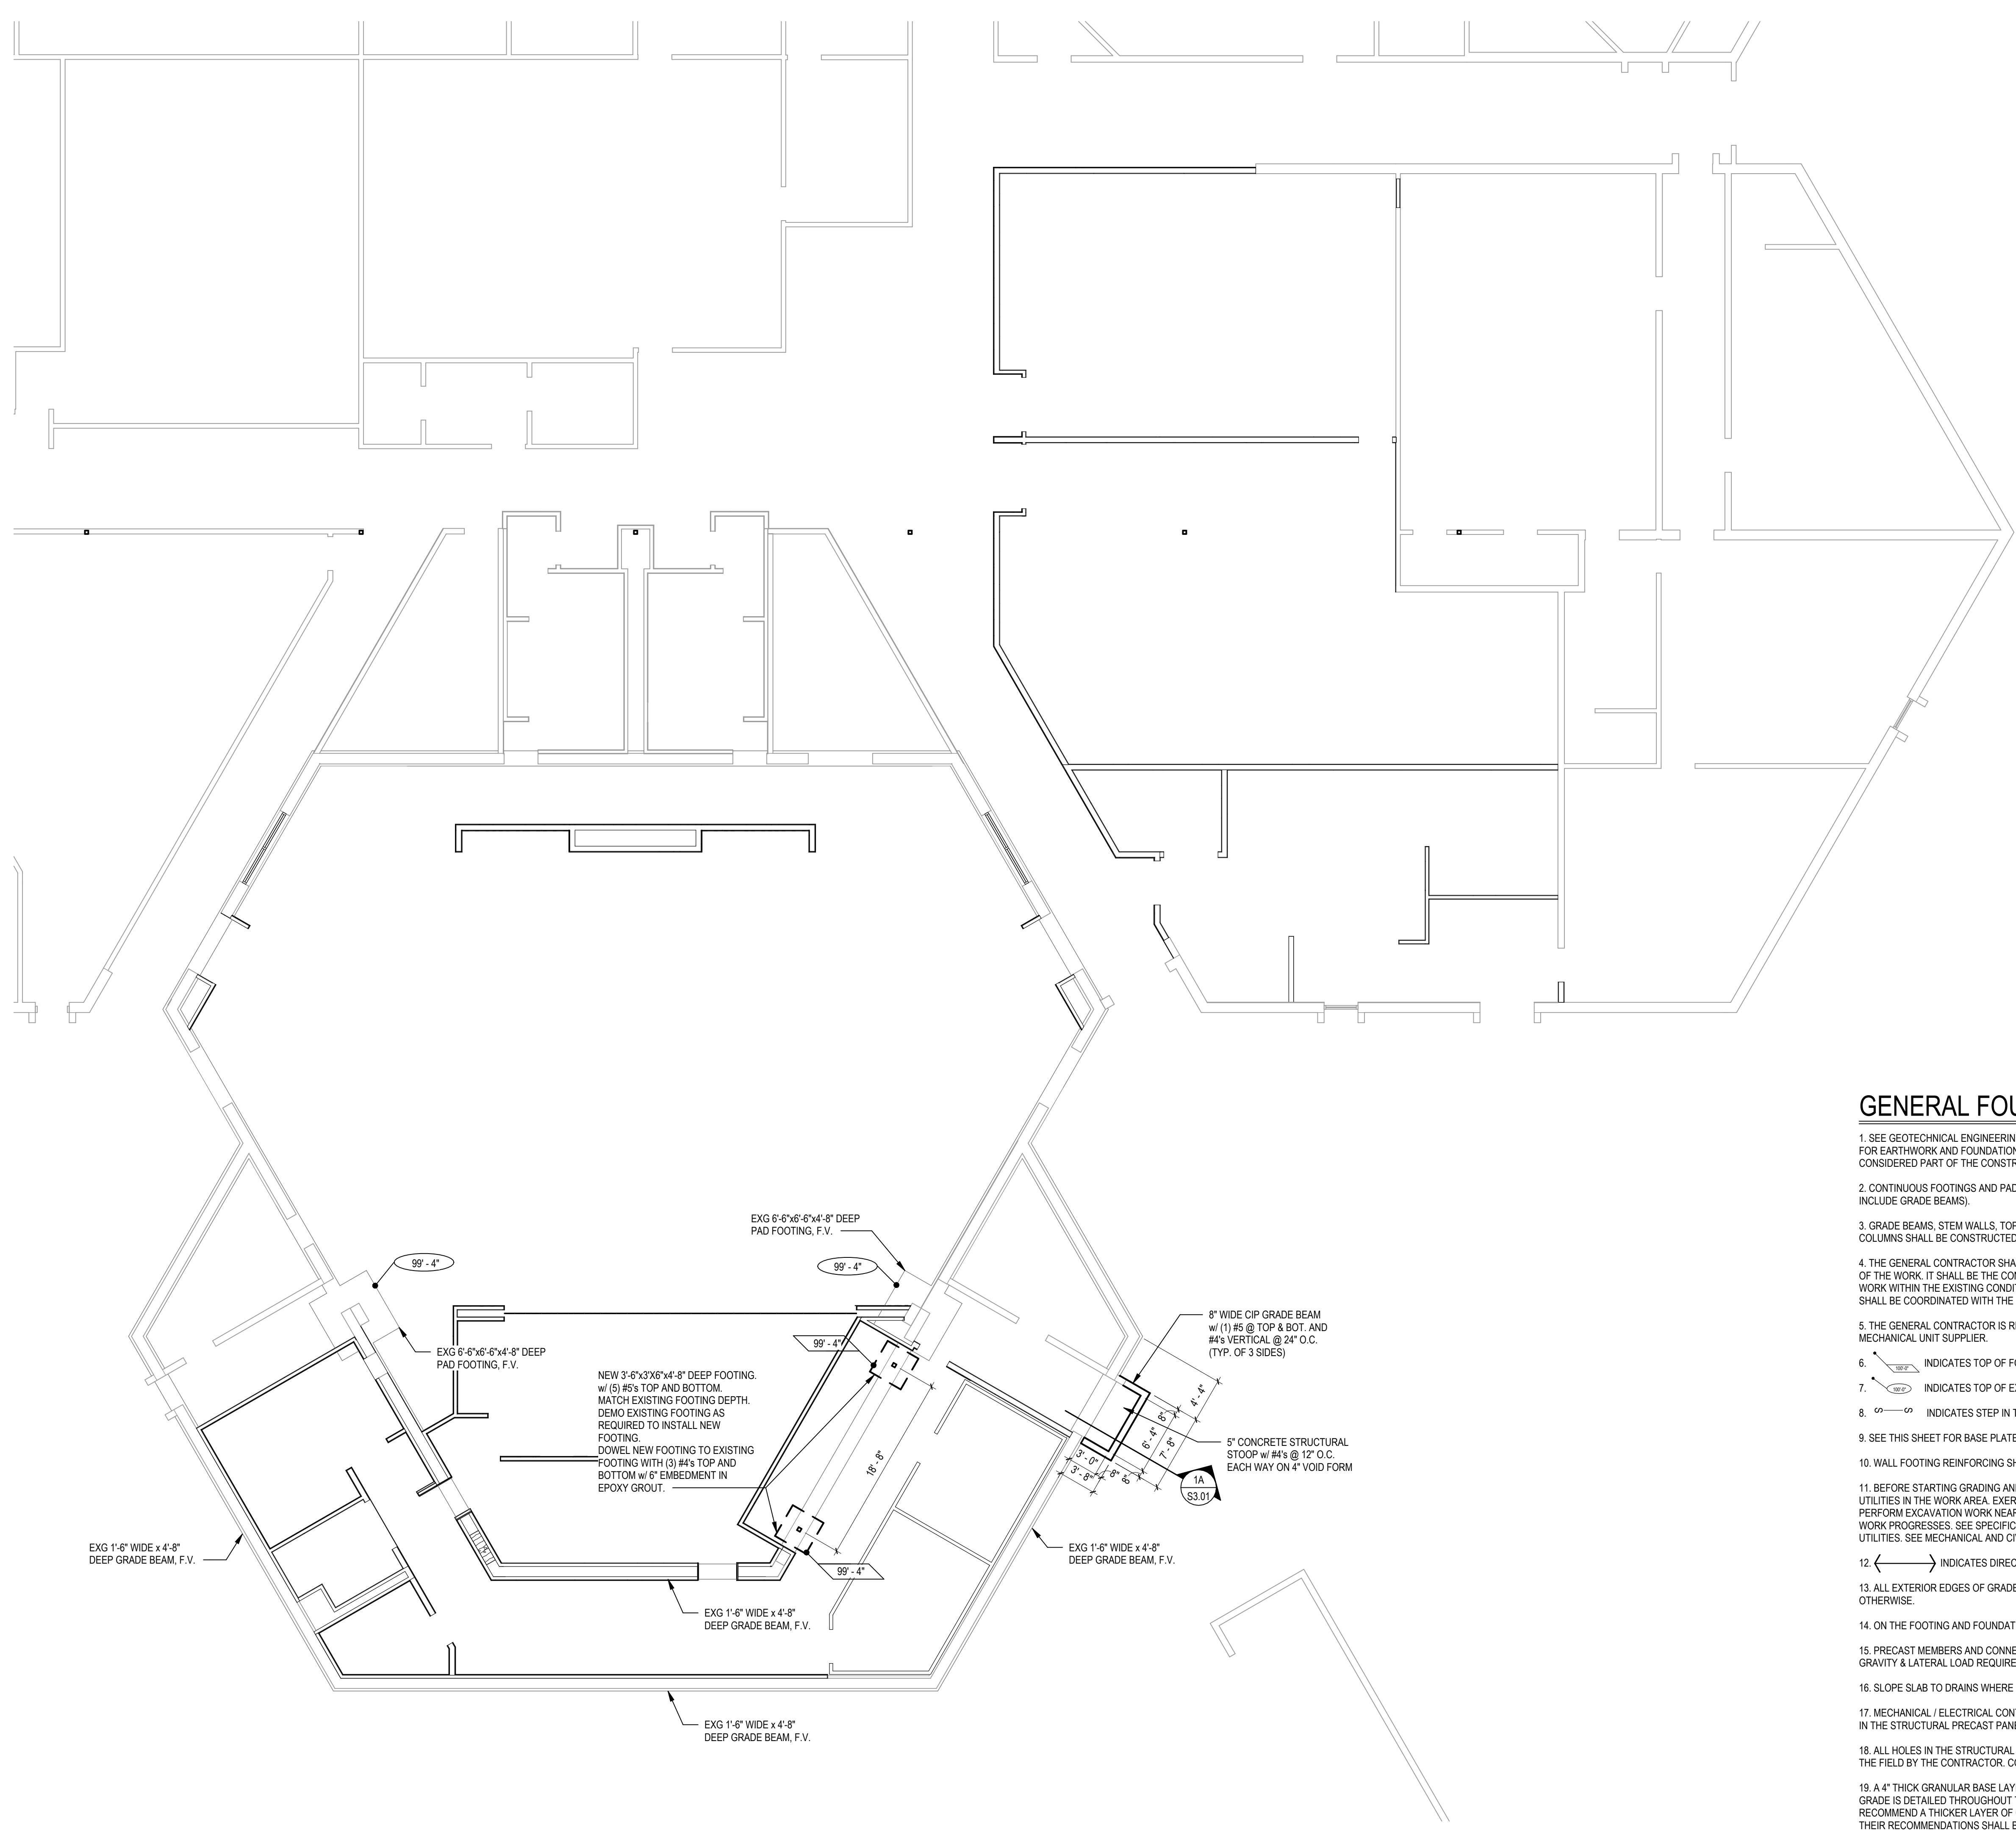 EXG 6'-6"x6'-6"x4'-8" DEEP
PAD FOOTING, F.V.
99' - 4"
99' - 4"
EXG 6'-6"x6'-6"x4'-8" DEEP
PAD FOOTING, F.V.
99' - 4"
NEW 3'-6"x3'X6"x4'-8" DEEP FOOTING.
w/ (5) #5's TOP AND BOTTOM.
MATCH EXISTING FOOTING DEPTH.
DEMO EXISTING FOOTING AS
REQUIRED TO INSTALL NEW
FOOTING.
DOWEL NEW FOOTING TO EXISTING
FOOTING WITH (3) #4's TOP AND
BOTTOM w/ 6" EMBEDMENT IN
EPOXY GROUT.
18' - 8"
99' - 4"
8" WIDE CIP GRADE BEAM
w/ (1) #5 @ TOP & BOT. AND
#4's VERTICAL @ 24" O.C.
(TYP. OF 3 SIDES)
4' - 4"
8"
6' - 4"
7' - 8"
3' - 0"
3' - 8"
8"
8"
5" CONCRETE STRUCTURAL
STOOP w/ #4's @ 12" O.C.
EACH WAY ON 4" VOID FORM
1A
S3.01
EXG 1'-6" WIDE x 4'-8"
DEEP GRADE BEAM, F.V.
EXG 1'-6" WIDE x 4'-8"
DEEP GRADE BEAM, F.V.
EXG 1'-6" WIDE x 4'-8"
DEEP GRADE BEAM, F.V.
EXG 1'-6" WIDE x 4'-8"
DEEP GRADE BEAM, F.V.
GENERAL FOU
1. SEE GEOTECHNICAL ENGINEERIN
FOR EARTHWORK AND FOUNDATION
CONSIDERED PART OF THE CONSTR
2. CONTINUOUS FOOTINGS AND PAD
INCLUDE GRADE BEAMS).
3. GRADE BEAMS, STEM WALLS, TOP
COLUMNS SHALL BE CONSTRUCTED
4. THE GENERAL CONTRACTOR SHA
OF THE WORK. IT SHALL BE THE CO
WORK WITHIN THE EXISTING CONDIT
SHALL BE COORDINATED WITH THE
5. THE GENERAL CONTRACTOR IS RE
MECHANICAL UNIT SUPPLIER.
6. 100'-0" INDICATES TOP OF FO
7. 100'-0" INDICATES TOP OF E
8. S S INDICATES STEP IN T
9. SEE THIS SHEET FOR BASE PLATE
10. WALL FOOTING REINFORCING SH
11. BEFORE STARTING GRADING AN
UTILITIES IN THE WORK AREA. EXER
PERFORM EXCAVATION WORK NEAR
WORK PROGRESSES. SEE SPECIFIC
UTILITIES. SEE MECHANICAL AND CI
12. INDICATES DIREC
13. ALL EXTERIOR EDGES OF GRADE
OTHERWISE.
14. ON THE FOOTING AND FOUNDAT
15. PRECAST MEMBERS AND CONNE
GRAVITY & LATERAL LOAD REQUIRE
16. SLOPE SLAB TO DRAINS WHERE
17. MECHANICAL / ELECTRICAL CON
IN THE STRUCTURAL PRECAST PAN
18. ALL HOLES IN THE STRUCTURAL
THE FIELD BY THE CONTRACTOR. CO
19. A 4" THICK GRANULAR BASE LAY
GRADE IS DETAILED THROUGHOUT
RECOMMEND A THICKER LAYER OF
THEIR RECOMMENDATIONS SHALL